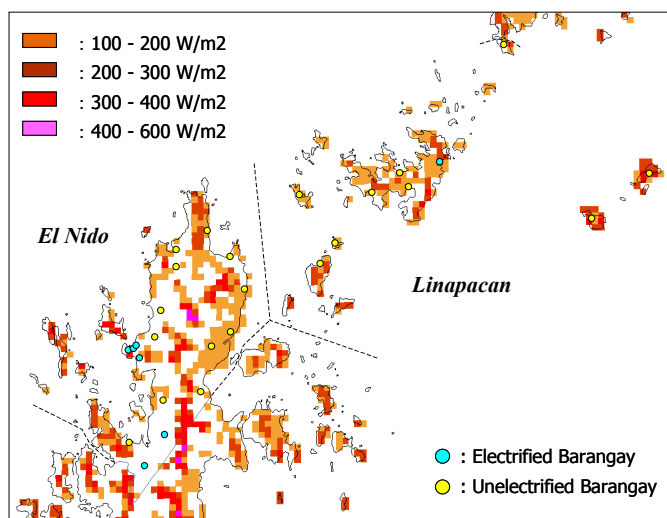 : 100 - 200 W/m2
: 200 - 300 W/m2
: 300 - 400 W/m2
: 400 - 600 W/m2
El Nido
Linapacan
: Electrified Barangay
: Unelectrified Barangay